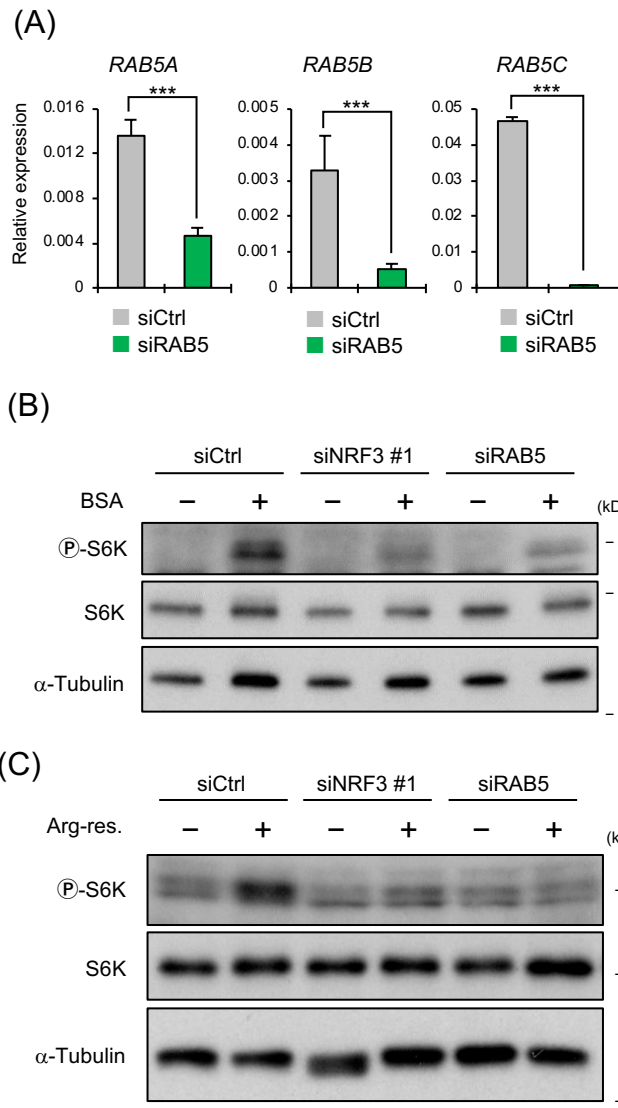 (A)
RAB5A RAB5B RAB5C
Relative expression
0.016 0.005 0.05
0.012 0.004 0.04
0.008 0.003 0.03
0.004 0.002 0.02
0 0.001 0.01
0 0
*** *** ***
siCtrl siCtrl siCtrl
siRAB5 siRAB5 siRAB5
(B)
siCtrl siNRF3 #1 siRAB5
BSA − + − + − + (kD
Ⓟ-S6K
S6K
α-Tubulin
(C)
siCtrl siNRF3 #1 siRAB5
Arg-res. − + − + − + (k
Ⓟ-S6K
S6K
α-Tubulin